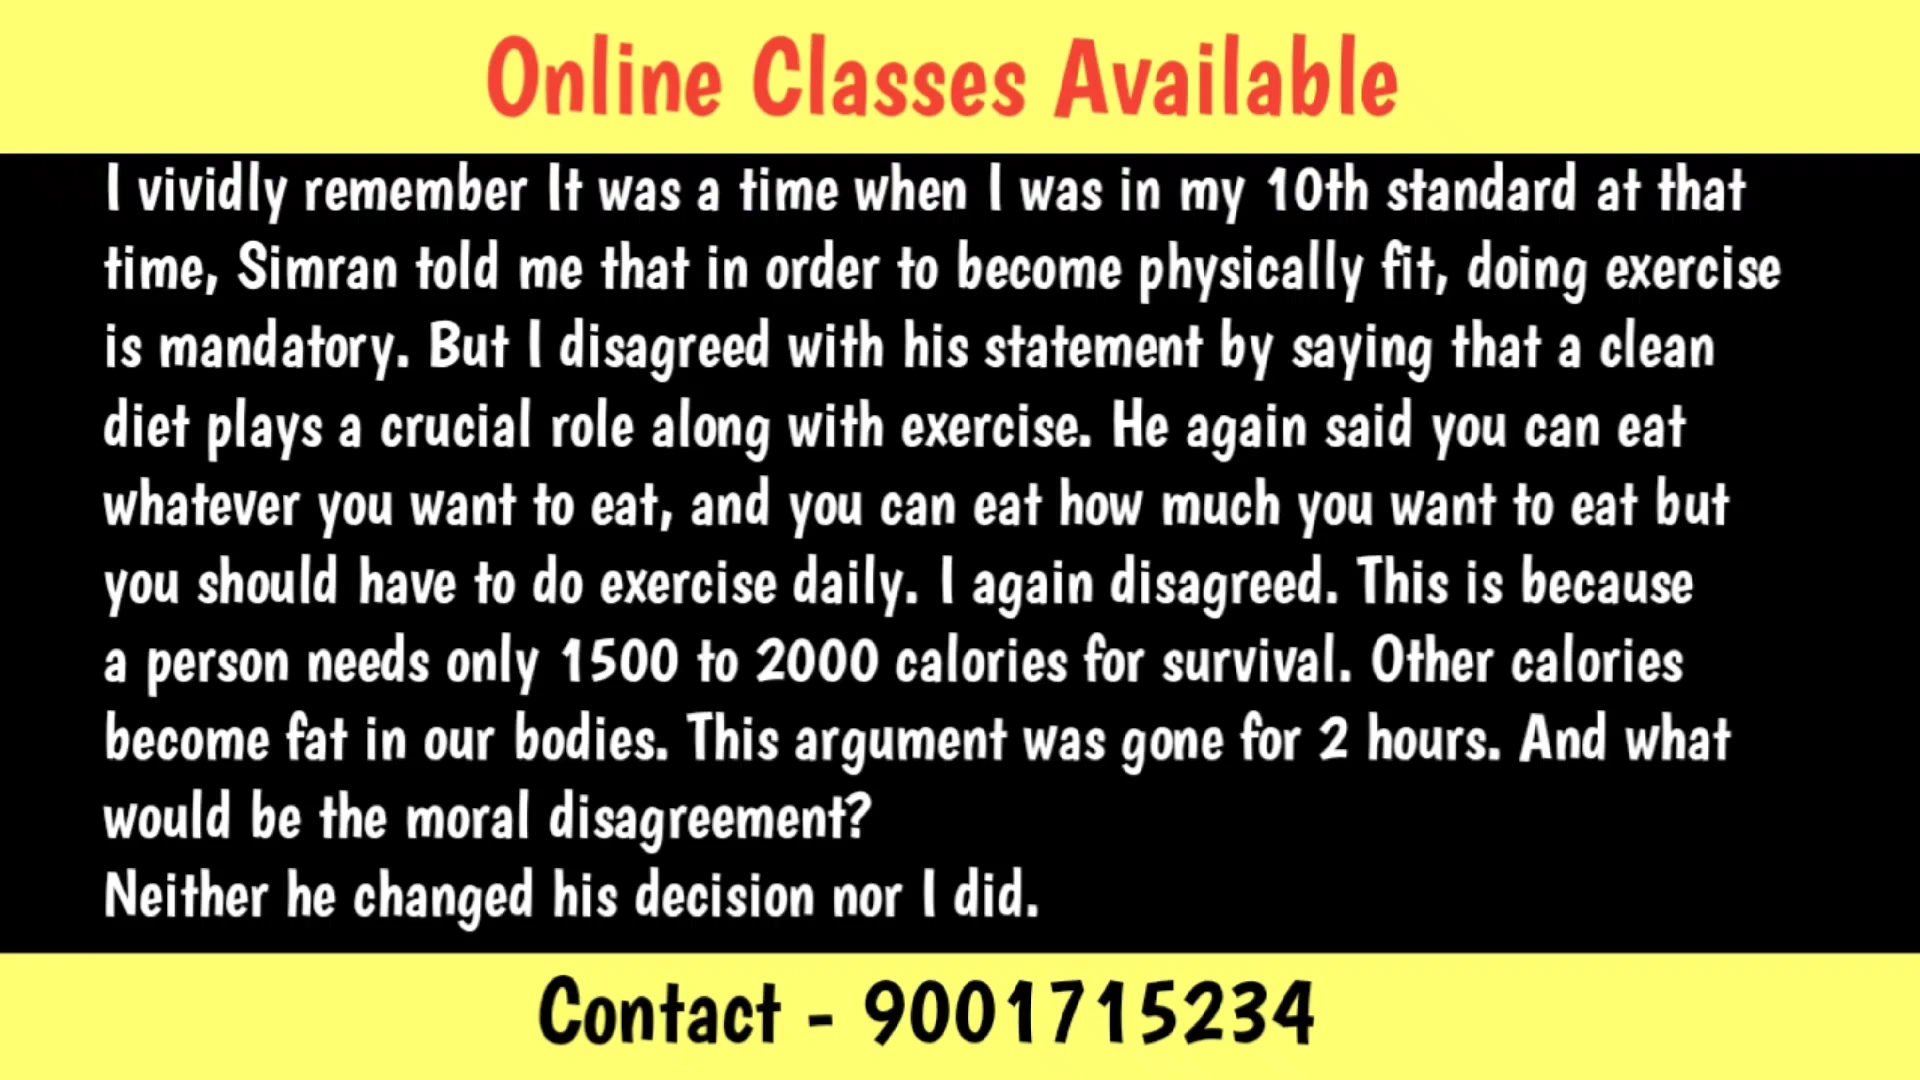 Online Classes Available
I vividly remember It was a time when I was in my 10th standard at that
time, Simran told me that in order to become physically fit, doing exercise
is mandatory. But I disagreed with his statement by saying that a clean
diet plays a crucial role along with exercise. He again said you can eat
whatever you want to eat, and you can eat how much you want to eat but
you should have to do exercise daily. I again disagreed. This is because
a person needs only 1500 to 2000 calories for survival. Other calories
become fat in our bodies. This argument was gone for 2 hours. And what
would be the moral disagreement?
Neither he changed his decision nor I did.
Contact - 9001715234